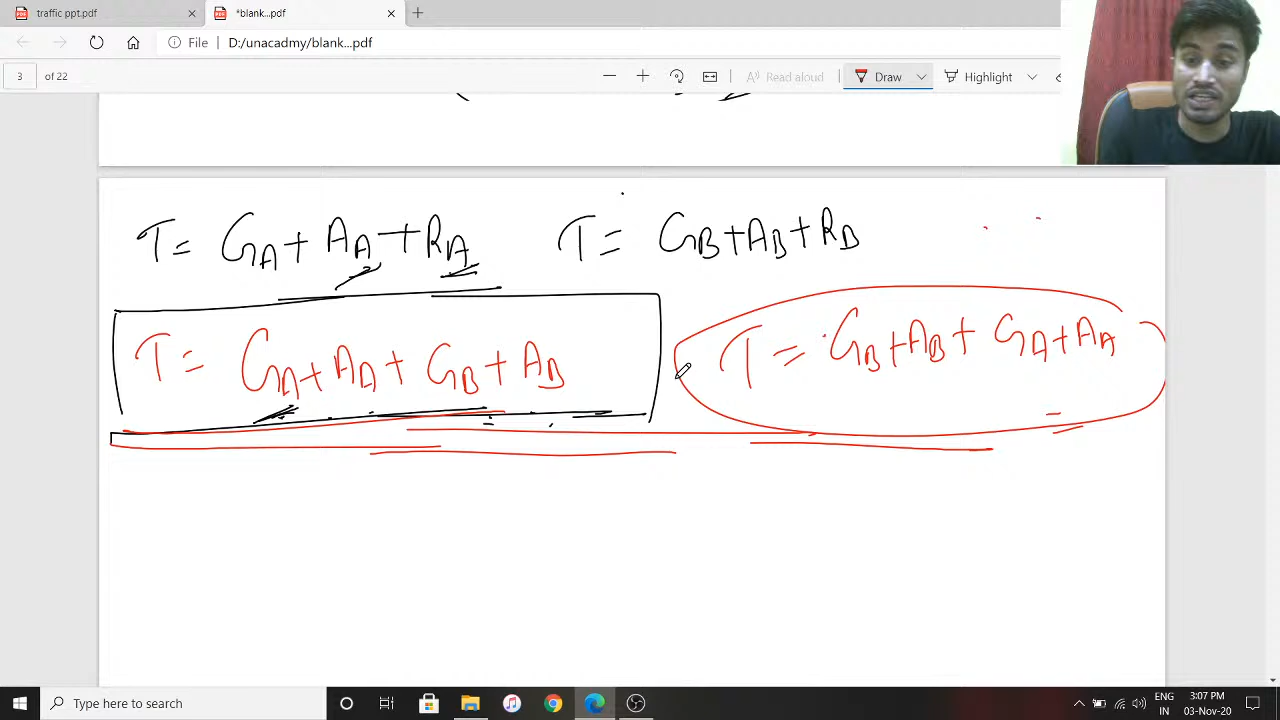 traffic ppt.pdf
*blank...pdf
File D:/unacadmy/blank...pdf
3 of 22
Read aloud
Draw
Highlight
T = GA + AA + RA T = GB + AB + RB
T = GA + AA + GB + AB
T = GB + AB + GA + AA
Type here to search
ENG
IN
3:07 PM
03-Nov-20